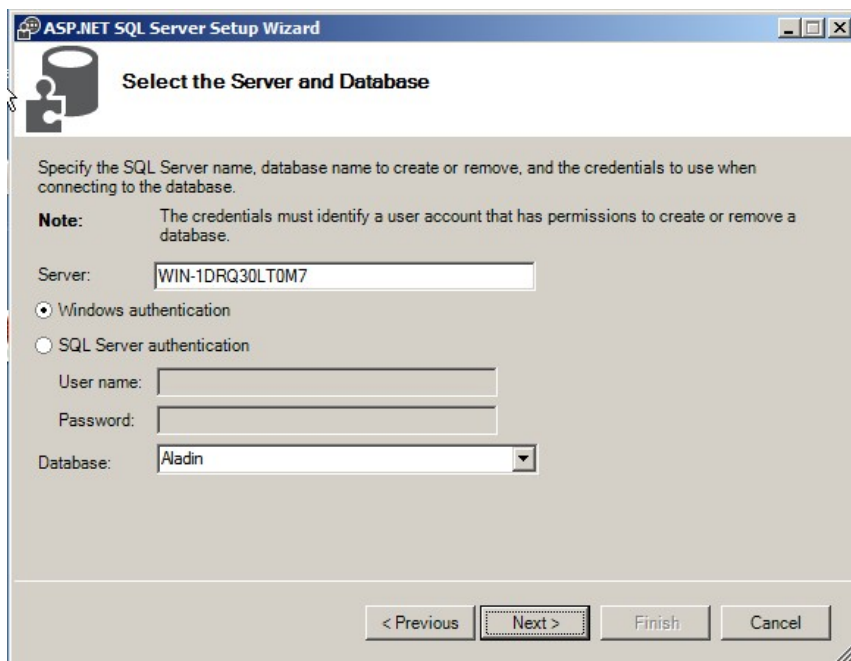 ASP.NET SQL Server Setup Wizard
Select the Server and Database
Specify the SQL Server name, database name to create or remove, and the credentials to use when
connecting to the database.
Note: The credentials must identify a user account that has permissions to create or remove a
database.
Server: WIN-1DRQ30LT0M7
Windows authentication
SQL Server authentication
User name:
Password:
Database: Aladin
< Previous Next > Finish Cancel